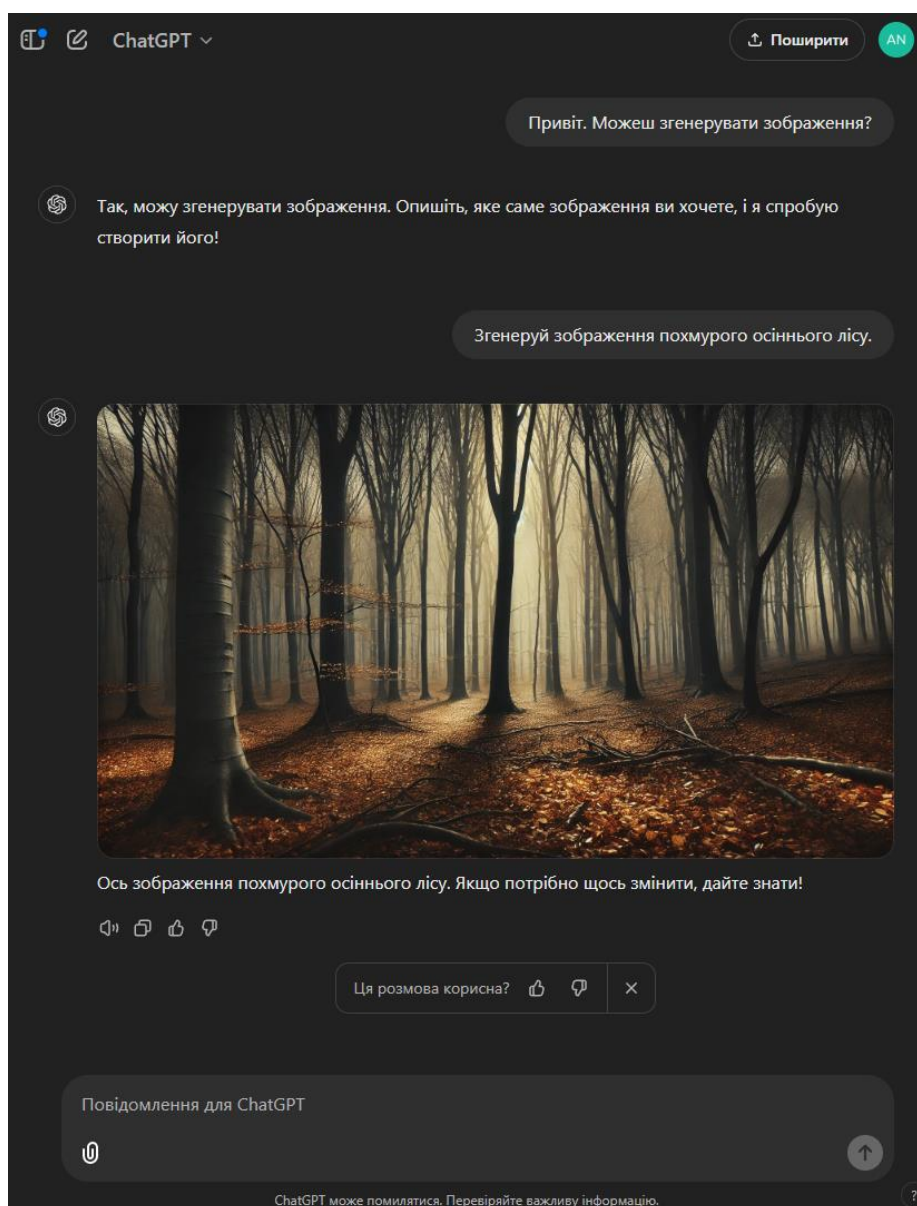 ChatGPT
Поширити
AN
Привіт. Можеш згенерувати зображення?
Так, можу згенерувати зображення. Опишіть, яке саме зображення ви хочете, і я спробую
створити його!
Згенеруй зображення похмурого осіннього лісу.
Ось зображення похмурого осіннього лісу. Якщо потрібно щось змінити, дайте знати!
Ця розмова корисна?
Повідомлення для ChatGPT
ChatGPT може помилятися. Перевіряйте важливу інформацію.
?